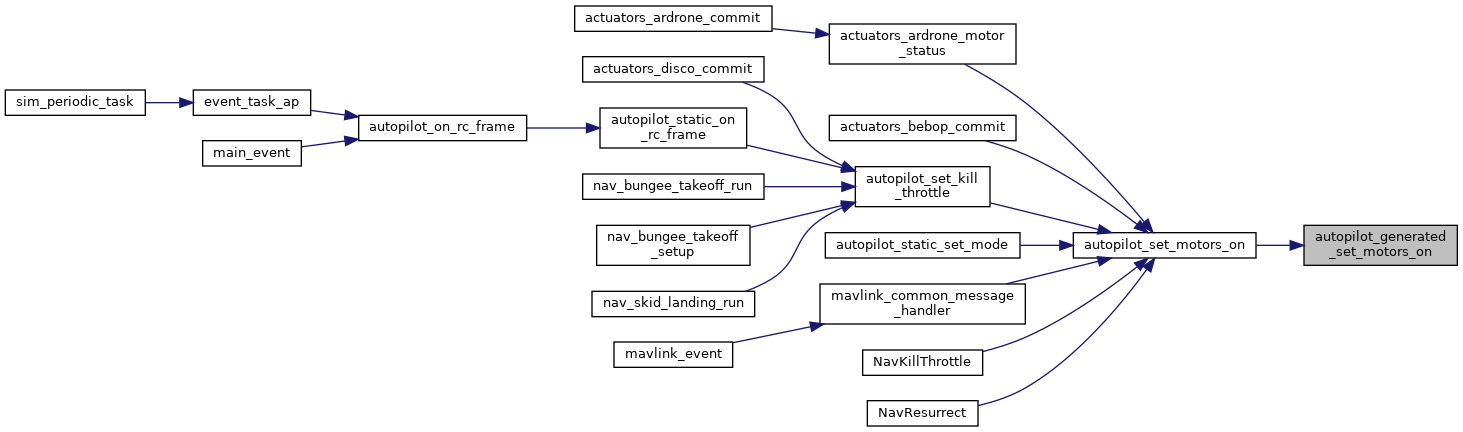 actuators_ardrone_commit
actuators_ardrone_motor
_status
actuators_disco_commit
sim_periodic_task
event_task_ap
autopilot_on_rc_frame
main_event
autopilot_static_on
_rc_frame
actuators_bebop_commit
nav_bungee_takeoff_run
autopilot_set_kill
_throttle
nav_bungee_takeoff
_setup
autopilot_static_set_mode
autopilot_set_motors_on
autopilot_generated
_set_motors_on
nav_skid_landing_run
mavlink_common_message
_handler
mavlink_event
NavKillThrottle
NavResurrect